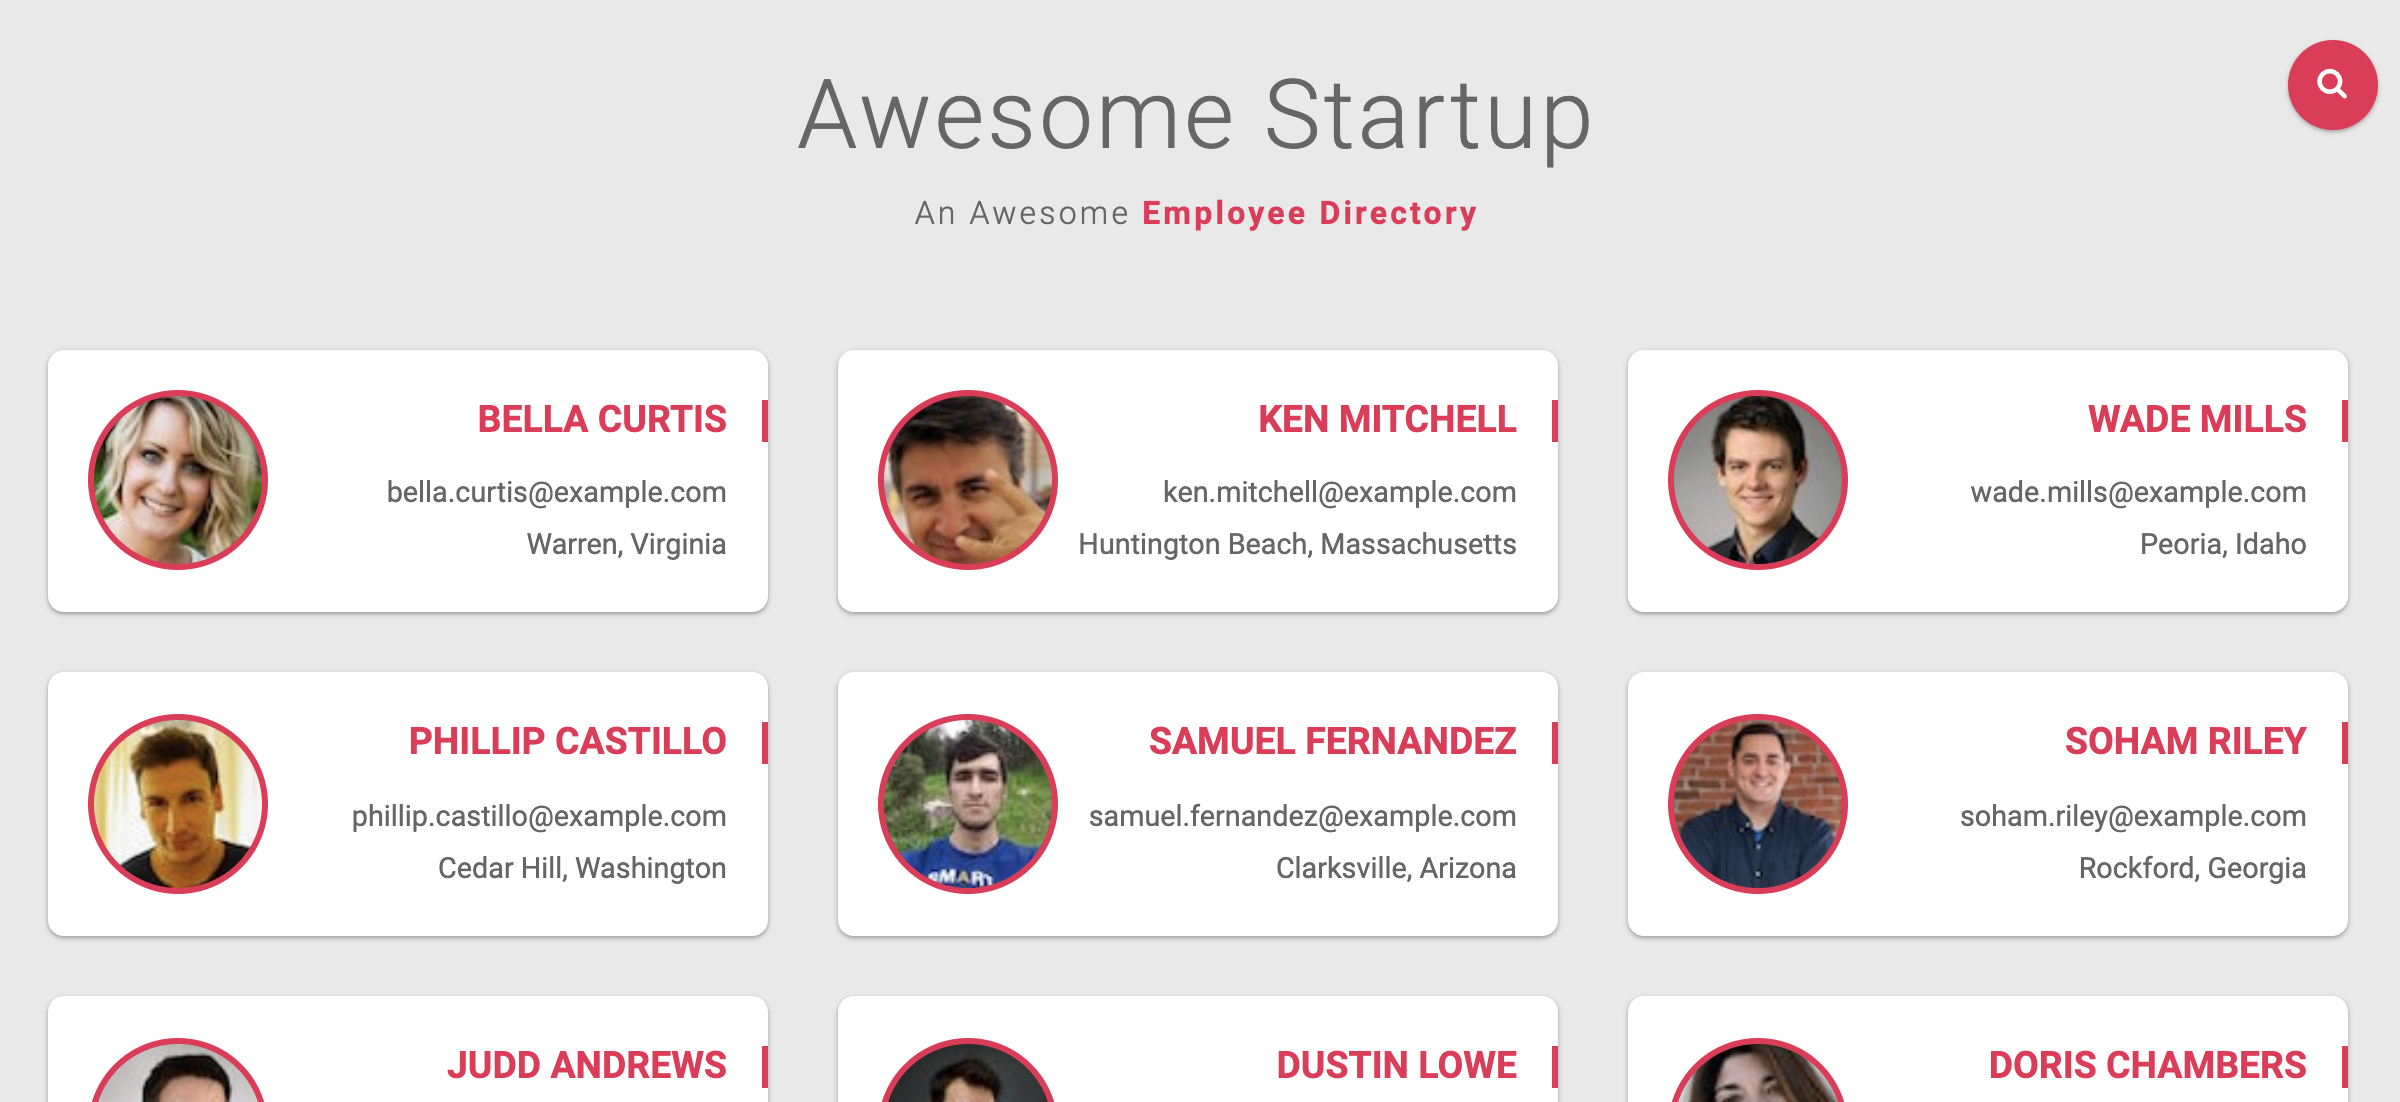 Awesome Startup
An Awesome Employee Directory
BELLA CURTIS
bella.curtis@example.com
Warren, Virginia
KEN MITCHELL
ken.mitchell@example.com
Huntington Beach, Massachusetts
WADE MILLS
wade.mills@example.com
Peoria, Idaho
PHILLIP CASTILLO
phillip.castillo@example.com
Cedar Hill, Washington
SAMUEL FERNANDEZ
samuel.fernandez@example.com
Clarksville, Arizona
SMART
SOHAM RILEY
soham.riley@example.com
Rockford, Georgia
JUDD ANDREWS
DUSTIN LOWE
DORIS CHAMBERS